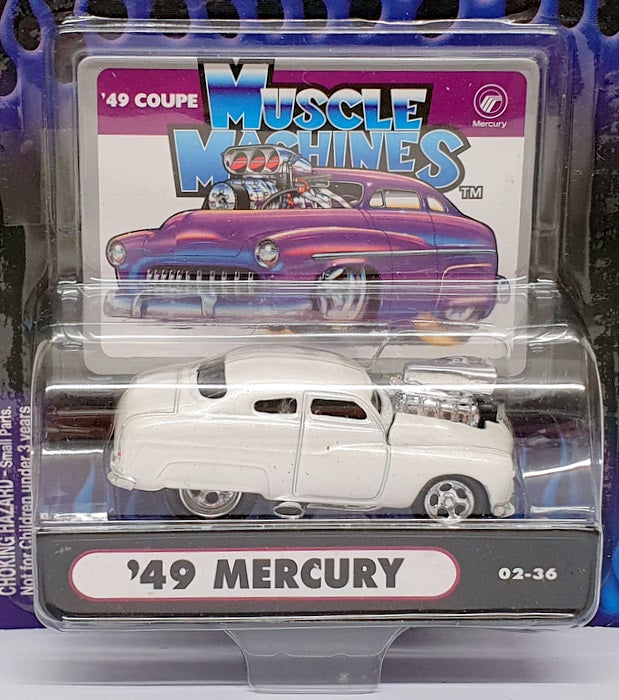 '49 COUPE
MUSCLE
MACHINES
TM
Mercury
CHOKING HAZARD - Small Parts.
Not for Children under 3 years
'49 MERCURY
02-36